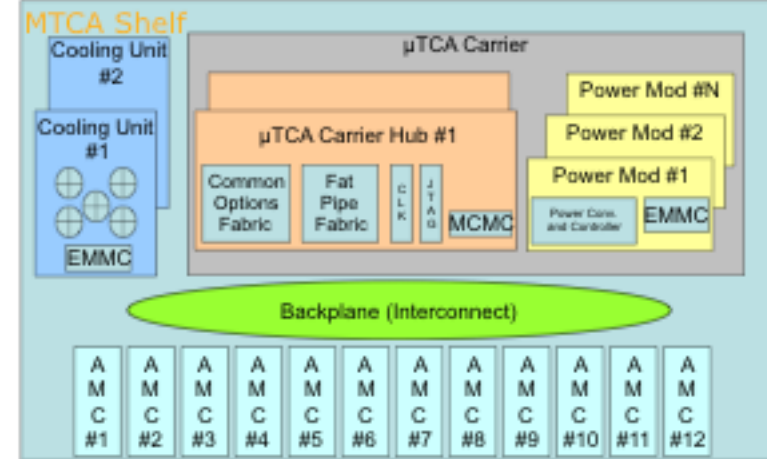 MTCA Shelf
Cooling Unit
#2
Cooling Unit
#1
EMMC
µTCA Carrier
µTCA Carrier Hub #1
Common
Options
Fabric
Fat
Pipe
Fabric
C
L
K
J
T
A
G
MCMC
Power Mod #N
Power Mod #2
Power Mod #1
Power Conv.
and Controller
EMMC
Backplane (Interconnect)
A
M
C
#1
A
M
C
#2
A
M
C
#3
A
M
C
#4
A
M
C
#5
A
M
C
#6
A
M
C
#7
A
M
C
#8
A
M
C
#9
A
M
C
#10
A
M
C
#11
A
M
C
#12